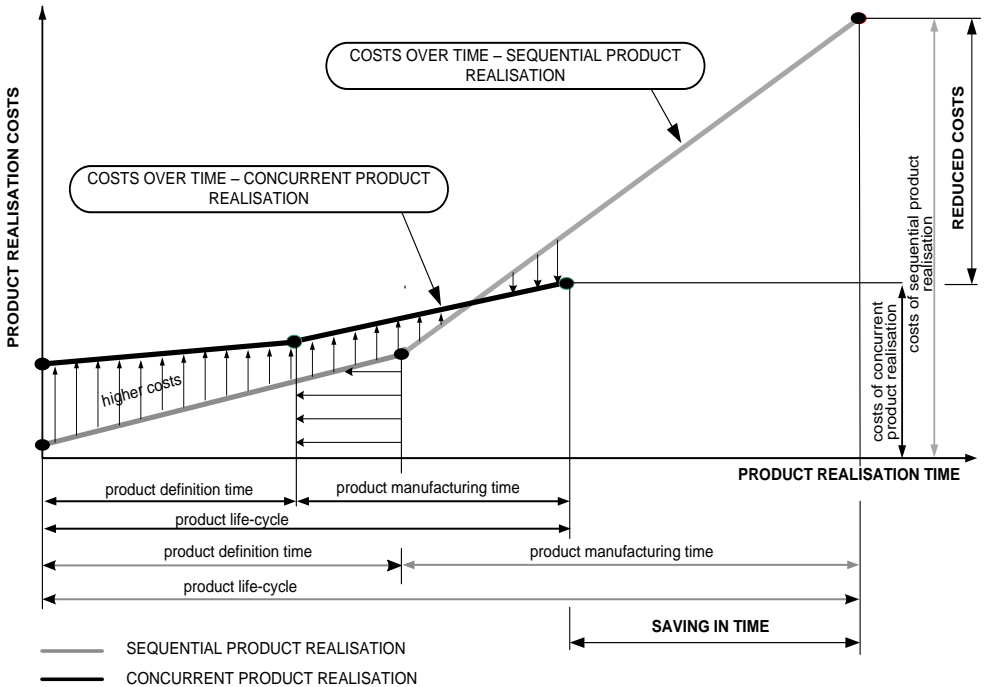 COSTS OVER TIME – SEQUENTIAL PRODUCT
REALISATION
COSTS OVER TIME – CONCURRENT PRODUCT
REALISATION
PRODUCT REALISATION COSTS
higher costs
REDUCED COSTS
costs of sequential product
realisation
costs of concurrent
product realisation
PRODUCT REALISATION TIME
product definition time
product manufacturing time
product life-cycle
product definition time
product manufacturing time
product life-cycle
SAVING IN TIME
SEQUENTIAL PRODUCT REALISATION
CONCURRENT PRODUCT REALISATION